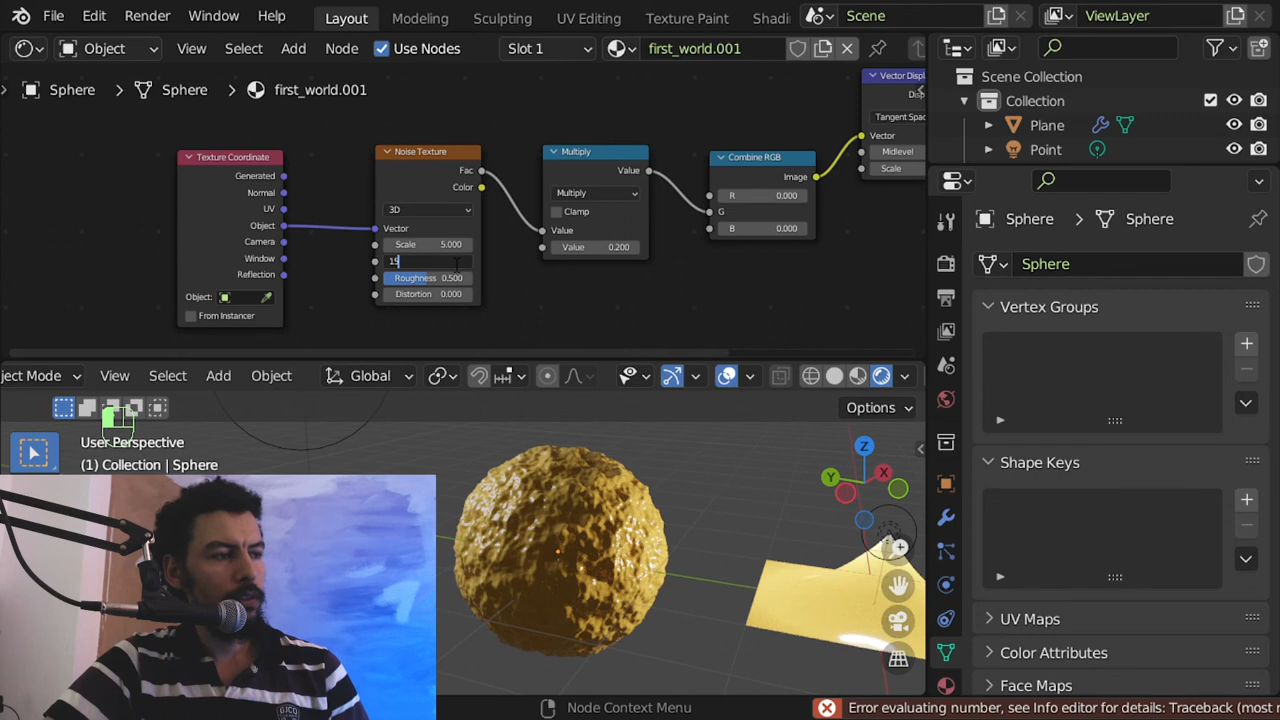 File Edit Render Window Help Layout Modeling Sculpting UV Editing Texture Paint Shadi Scene ViewLayer
Object View Select Add Node Use Nodes Slot 1 first_world.001
Sphere Sphere first_world.001
Scene Collection
Collection
Plane
Point
Texture Coordinate
Generated
Normal
UV
Object
Camera
Window
Reflection
Object:
From Instancer
Noise Texture
Fac
Color
3D
Vector
Scale 5.000
15
Roughness 0.500
Distortion 0.000
Multiply
Value
Multiply
Clamp
Value
Value 0.200
Combine RGB
Image
R 0.000
G
B 0.000
Vector Displ
Disp
Tangent Spac
Vector
Midlevel
Scale
Sphere Sphere
Sphere
Vertex Groups
Shape Keys
UV Maps
Color Attributes
Face Maps
ject Mode View Select Add Object Global
Options
User Perspective
(1) Collection | Sphere
Z
Y
X
Node Context Menu
Error evaluating number, see Info editor for details: Traceback (most r